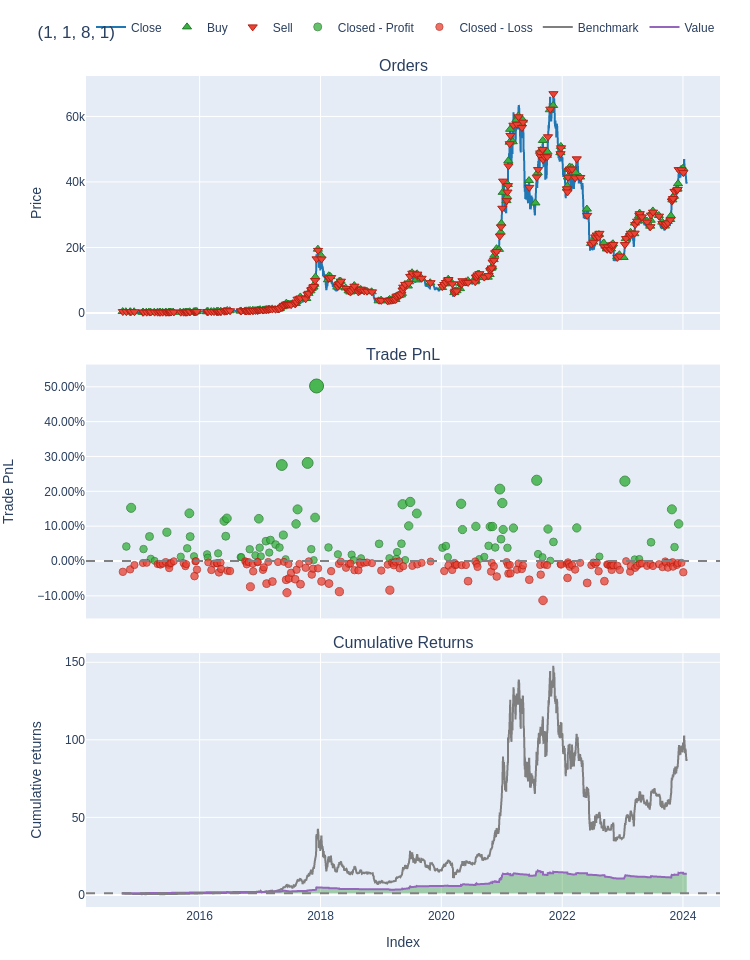 (1, 1, 8, 1)
Close
Buy
Sell
Closed - Profit
Closed - Loss
Benchmark
Value
Orders
60k
40k
20k
0
Price
Trade PnL
50.00%
40.00%
30.00%
20.00%
10.00%
0.00%
−10.00%
Trade PnL
Cumulative Returns
150
100
50
0
Cumulative returns
2016
2018
2020
2022
2024
Index